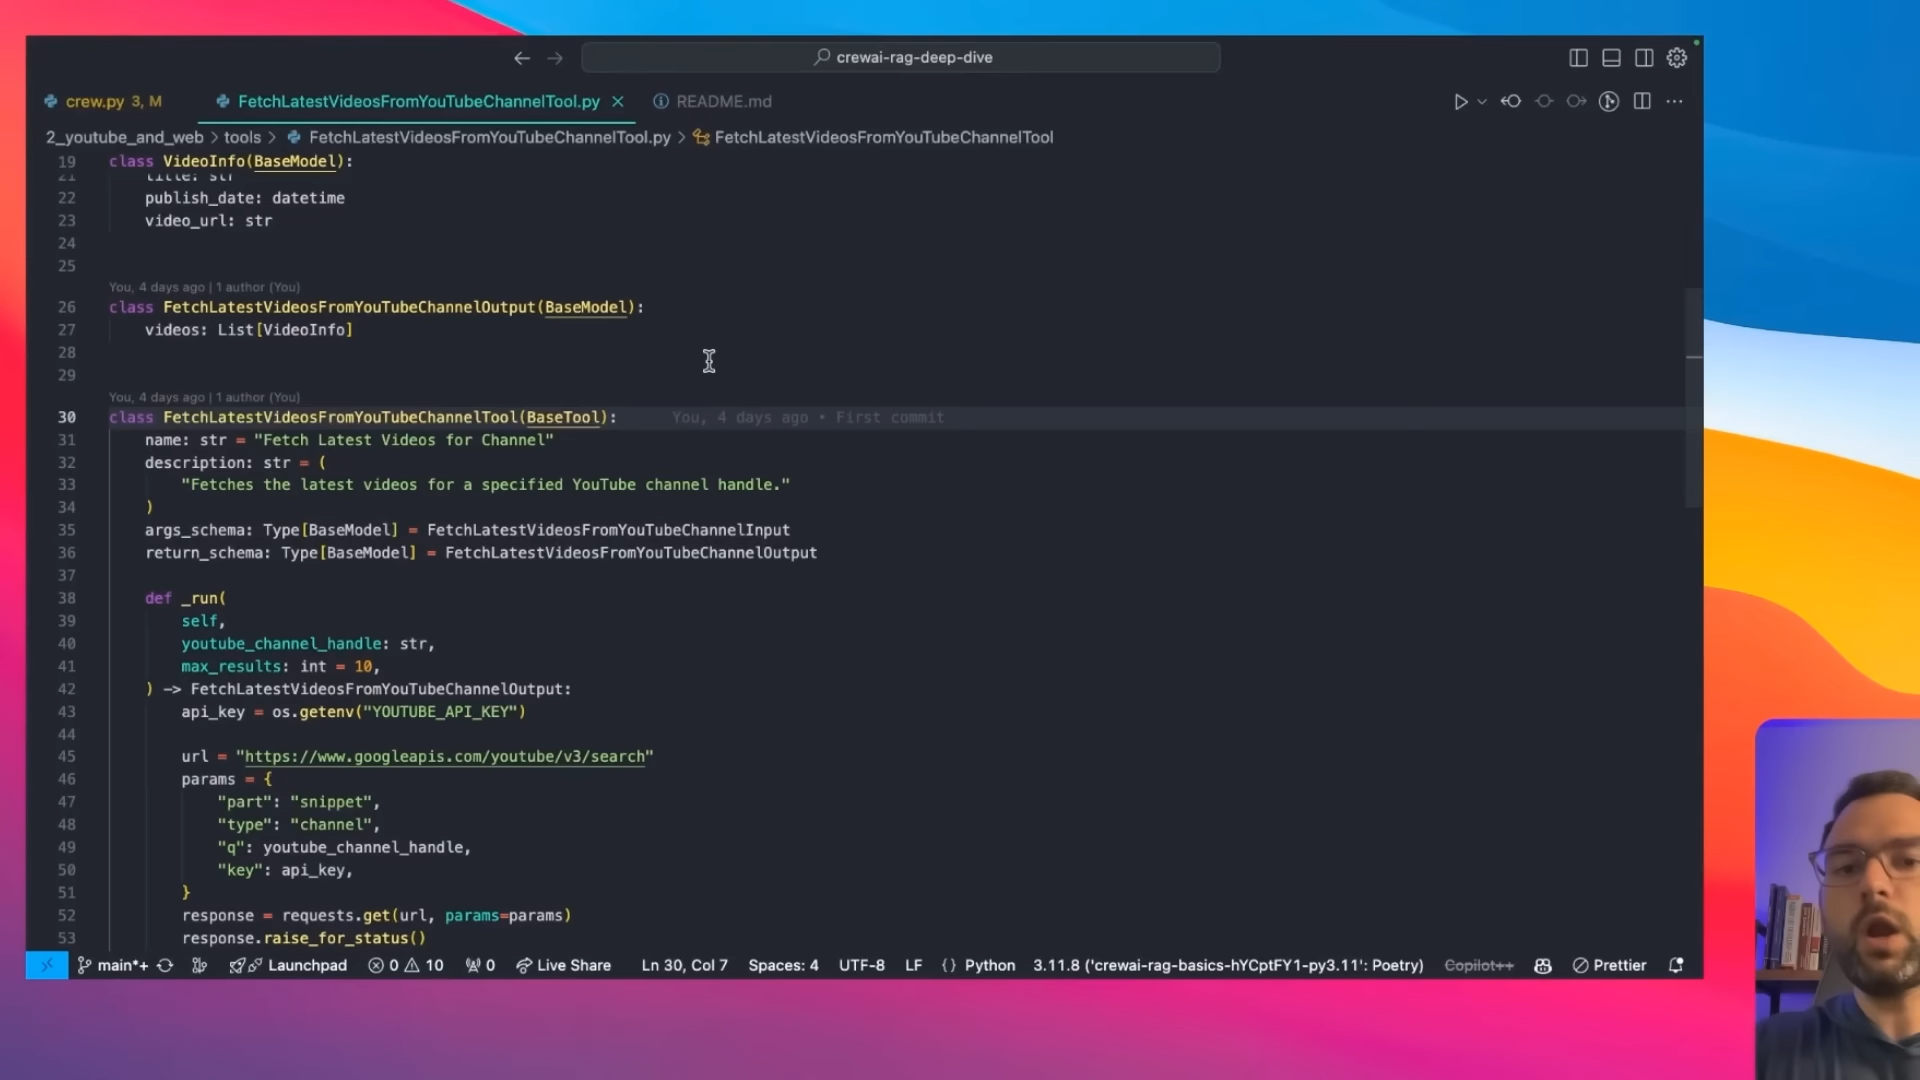 crewai-rag-deep-dive
crew.py 3, M FetchLatestVideosFromYouTubeChannelTool.py README.md
2_youtube_and_web > tools > FetchLatestVideosFromYouTubeChannelTool.py > FetchLatestVideosFromYouTubeChannelTool
19 class VideoInfo(BaseModel):
21 title: str
22 publish_date: datetime
23 video_url: str
24
25
You, 4 days ago | 1 author (You)
26 class FetchLatestVideosFromYouTubeChannelOutput(BaseModel):
27 videos: List[VideoInfo]
28
29
You, 4 days ago | 1 author (You)
30 class FetchLatestVideosFromYouTubeChannelTool(BaseTool): You, 4 days ago • First commit
31 name: str = "Fetch Latest Videos for Channel"
32 description: str = (
33 "Fetches the latest videos for a specified YouTube channel handle."
34 )
35 args_schema: Type[BaseModel] = FetchLatestVideosFromYouTubeChannelInput
36 return_schema: Type[BaseModel] = FetchLatestVideosFromYouTubeChannelOutput
37
38 def _run(
39 self,
40 youtube_channel_handle: str,
41 max_results: int = 10,
42 ) -> FetchLatestVideosFromYouTubeChannelOutput:
43 api_key = os.getenv("YOUTUBE_API_KEY")
44
45 url = "https://www.googleapis.com/youtube/v3/search"
46 params = {
47 "part": "snippet",
48 "type": "channel",
49 "q": youtube_channel_handle,
50 "key": api_key,
51 }
52 response = requests.get(url, params=params)
53 response.raise_for_status()
main*+ Launchpad 0 10 0 Live Share Ln 30, Col 7 Spaces: 4 UTF-8 LF {} Python 3.11.8 ('crewai-rag-basics-hYCptFY1-py3.11': Poetry) Copilot++ Prettier